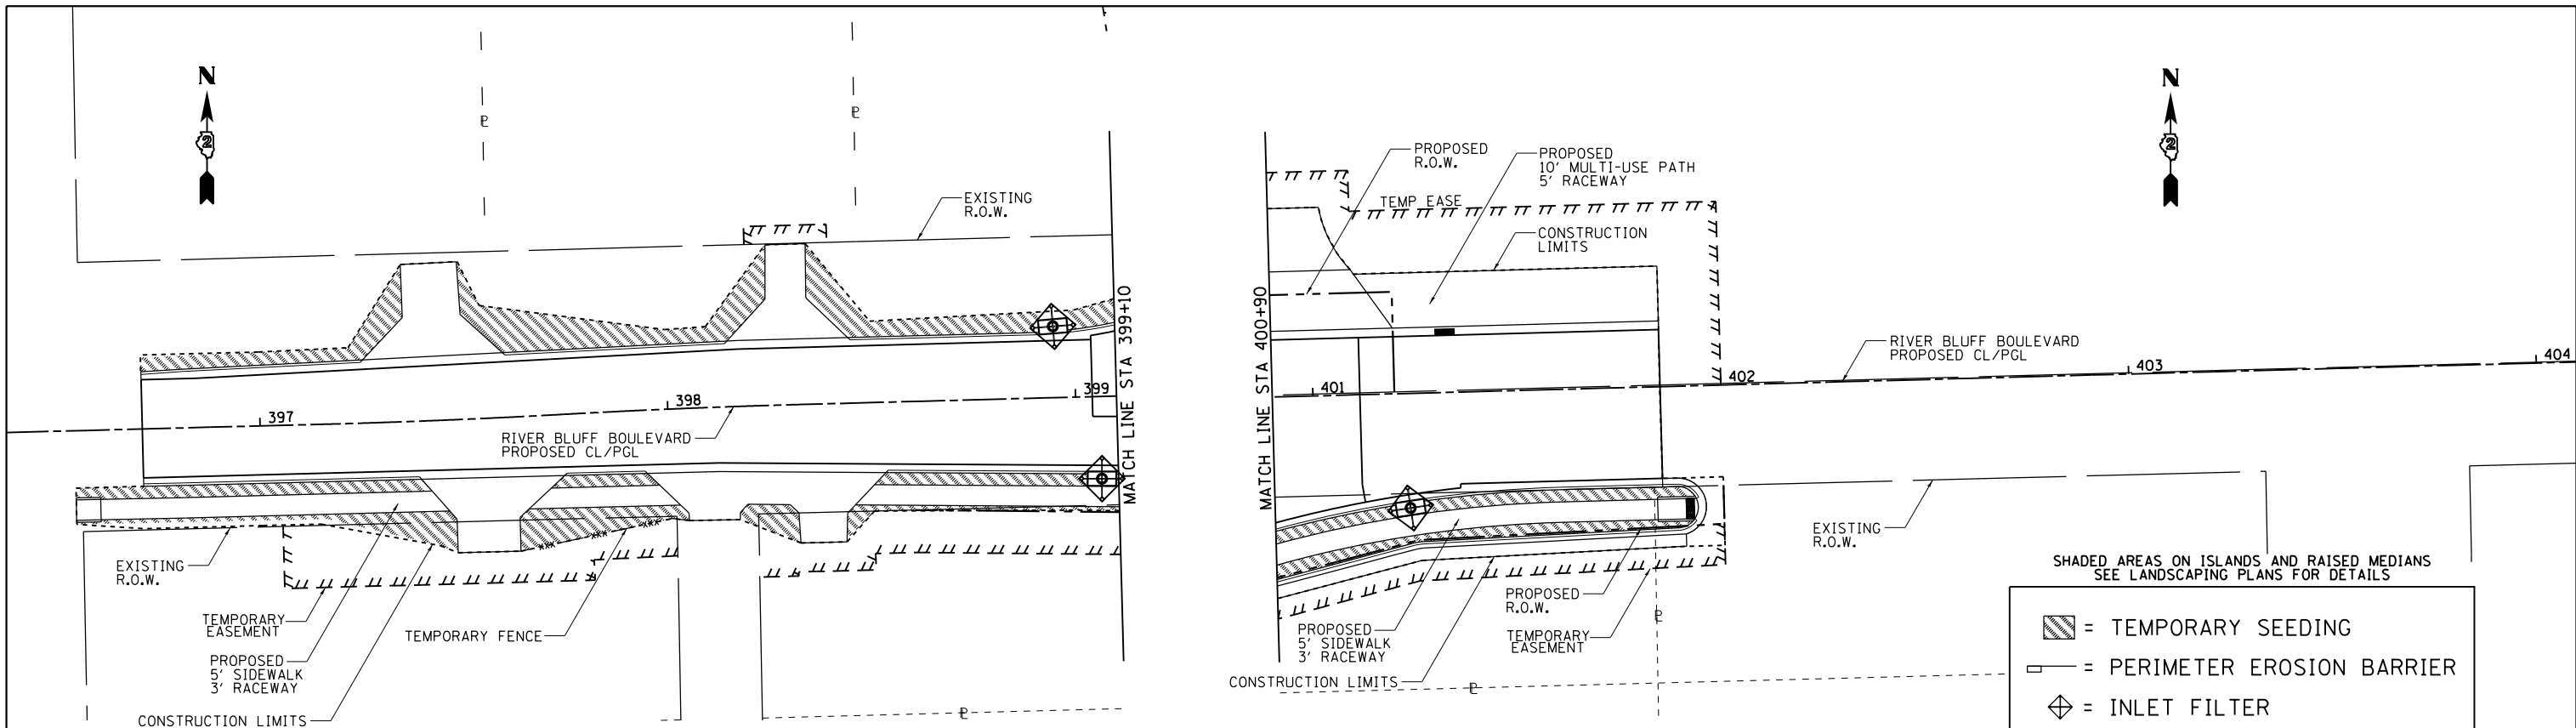 N
2
EXISTING
R.O.W.
℄
℄
397
398
399
RIVER BLUFF BOULEVARD
PROPOSED CL/PGL
MATCH LINE STA 399+10
EXISTING
R.O.W.
TEMPORARY
EASEMENT
PROPOSED
5' SIDEWALK
3' RACEWAY
CONSTRUCTION LIMITS
TEMPORARY FENCE
℄
MATCH LINE STA 400+90
PROPOSED
R.O.W.
PROPOSED
10' MULTI-USE PATH
5' RACEWAY
TEMP EASE
CONSTRUCTION
LIMITS
N
2
401
402
403
404
RIVER BLUFF BOULEVARD
PROPOSED CL/PGL
PROPOSED
5' SIDEWALK
3' RACEWAY
CONSTRUCTION LIMITS
PROPOSED
R.O.W.
TEMPORARY
EASEMENT
℄
℄
EXISTING
R.O.W.
SHADED AREAS ON ISLANDS AND RAISED MEDIANS
SEE LANDSCAPING PLANS FOR DETAILS
= TEMPORARY SEEDING
= PERIMETER EROSION BARRIER
= INLET FILTER